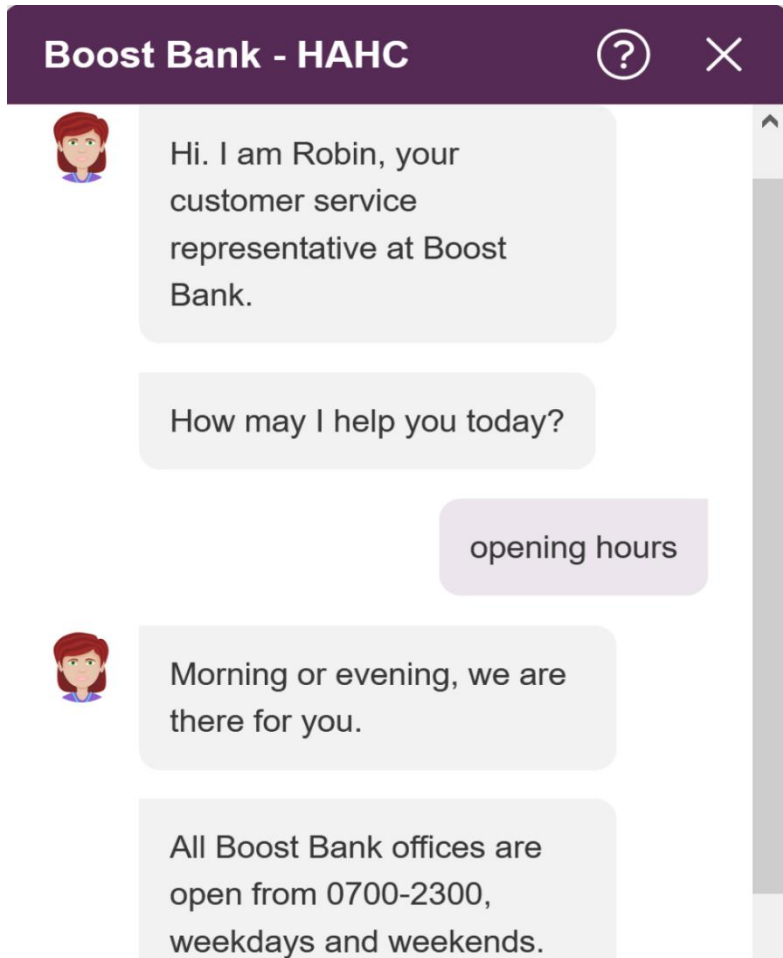 Boost Bank - HAHC
?
Hi. I am Robin, your
customer service
representative at Boost
Bank.
How may I help you today?
opening hours
Morning or evening, we are
there for you.
All Boost Bank offices are
open from 0700-2300,
weekdays and weekends.